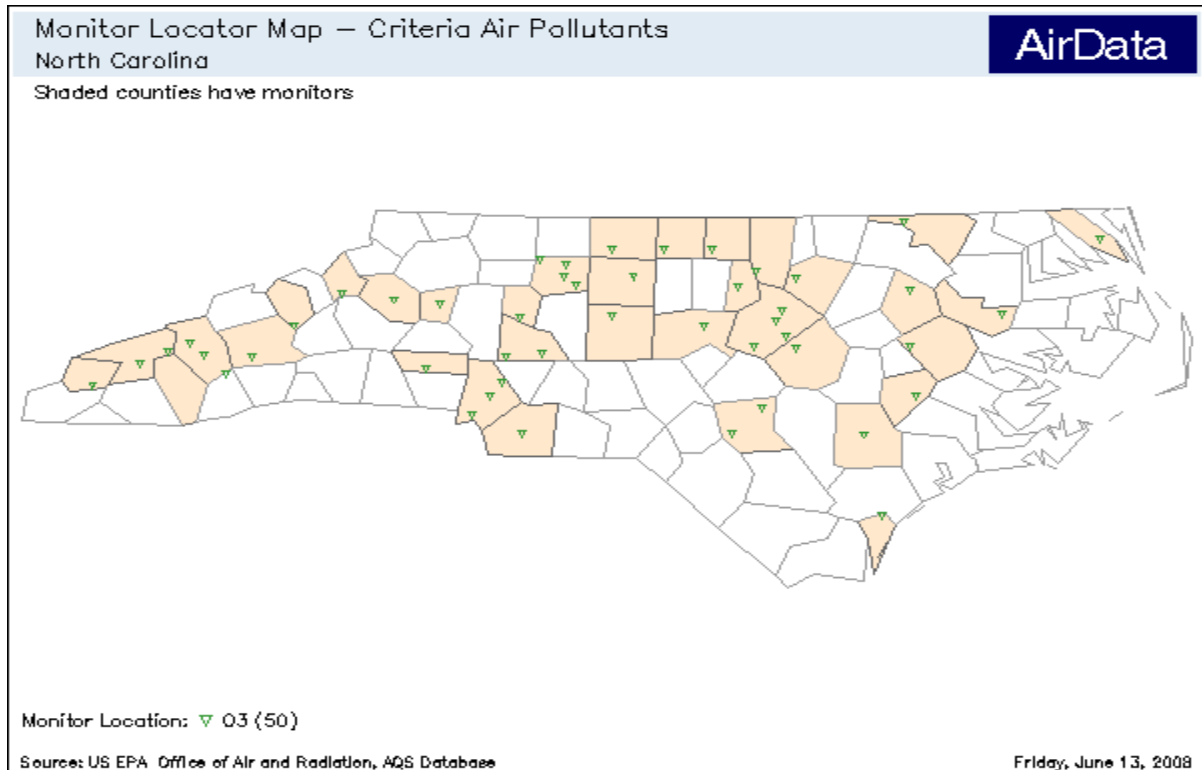 Monitor Locator Map – Criteria Air Pollutants
North Carolina
AirData
Shaded counties have monitors
Monitor Location: ▽ O3 (50)
Source: US EPA Office of Air and Radiation, AQS Database
Friday, June 13, 2008